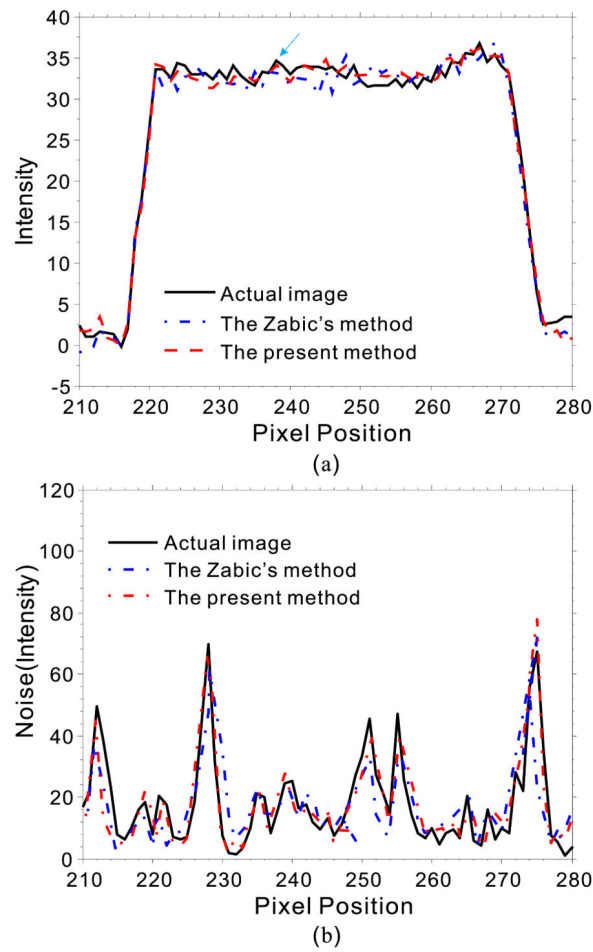 40
35
30
25
20
15
10
5
0
-5
Intensity
Actual image
The Zabic's method
The present method
210 220 230 240 250 260 270 280
Pixel Position
(a)
120
100
80
60
40
20
0
Noise(Intensity)
Actual image
The Zabic's method
The present method
210 220 230 240 250 260 270 280
Pixel Position
(b)